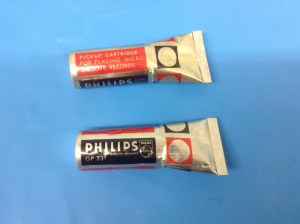 PICKUP CARTRIDGE
FOR PLAYING MICRO
GROOVE RECORDS
PHILIPS
PHILIPS
GP 231